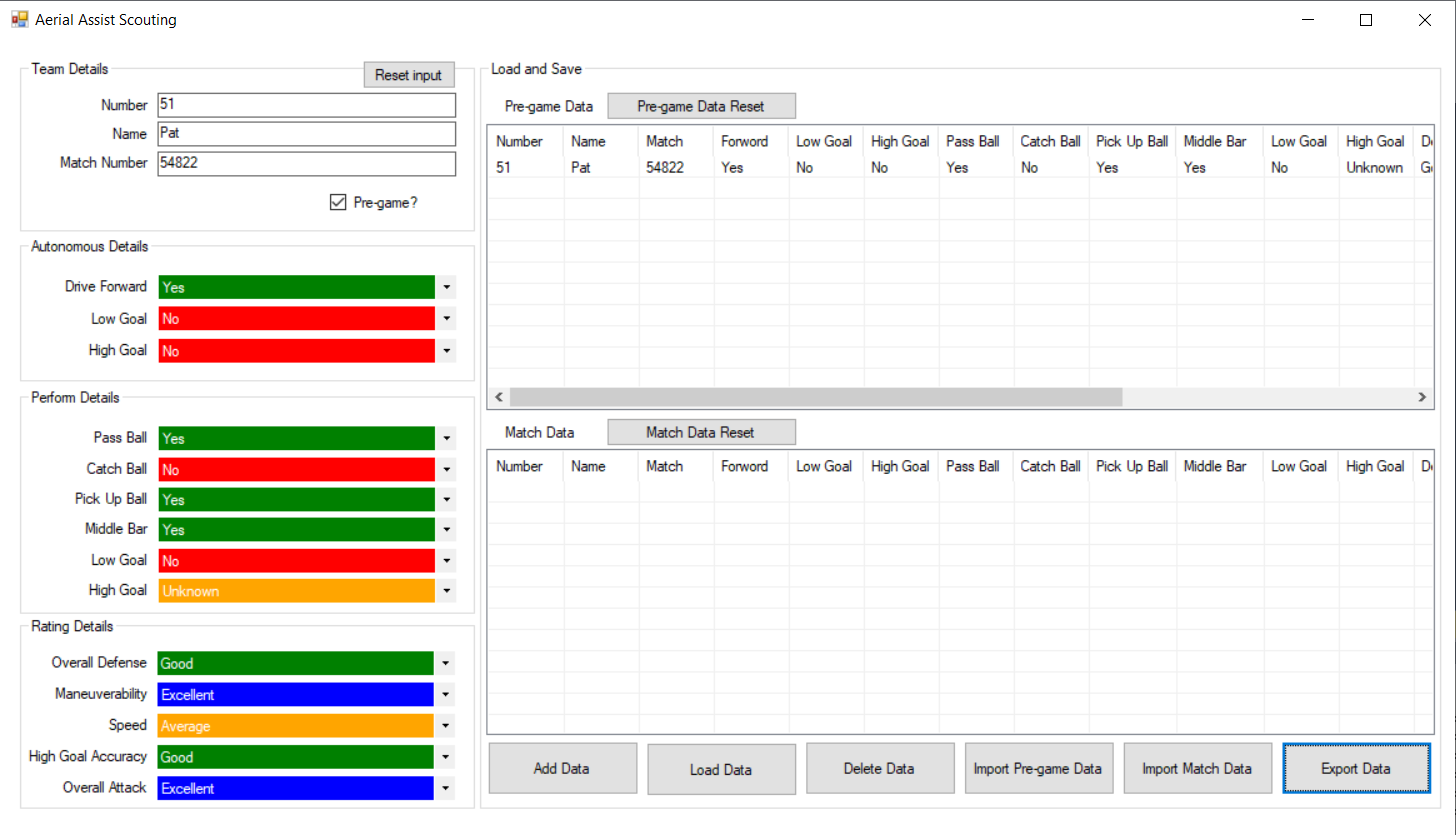 Aerial Assist Scouting
Team Details
Reset input
Number 51
Name Pat
Match Number 54822
Pre-game?
Autonomous Details
Drive Forward Yes
Low Goal No
High Goal No
Perform Details
Pass Ball Yes
Catch Ball No
Pick Up Ball Yes
Middle Bar Yes
Low Goal No
High Goal Unknown
Rating Details
Overall Defense Good
Maneuverability Excellent
Speed Average
High Goal Accuracy Good
Overall Attack Excellent
Load and Save
Pre-game Data Pre-game Data Reset
Number Name Match Forword Low Goal High Goal Pass Ball Catch Ball Pick Up Ball Middle Bar Low Goal High Goal
51 Pat 54822 Yes No No Yes No Yes Yes No Unknown
Match Data Match Data Reset
Number Name Match Forword Low Goal High Goal Pass Ball Catch Ball Pick Up Ball Middle Bar Low Goal High Goal
Add Data Load Data Delete Data Import Pre-game Data Import Match Data Export Data